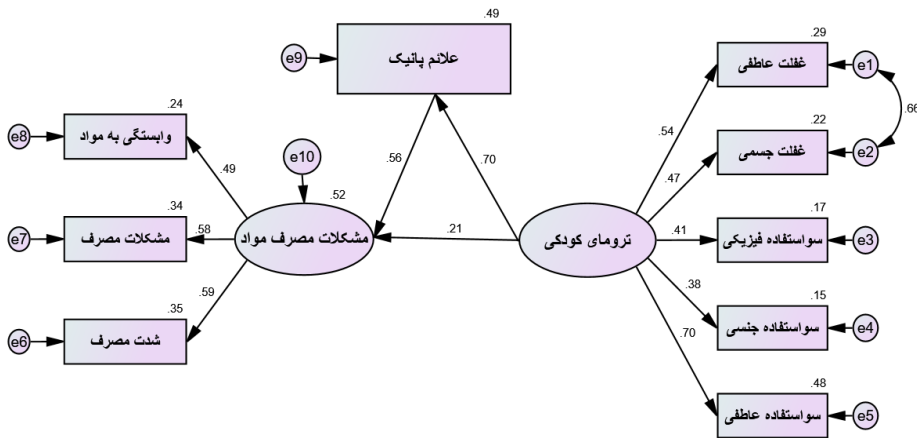 .49
علائم پانیک
e9
.29
غفلت عاطفی
e1
.66
.24
وابستگی به مواد
e8
.54
.22
غفلت جسمی
e2
.49
e10
.56
.70
.47
.52
.34
مشکلات مصرف
e7
.58
مشکلات مصرف مواد
.21
ترومای کودکی
.41
.17
سواستفاده فیزیکی
e3
.59
.38
.35
شدت مصرف
e6
.15
سواستفاده جنسی
e4
.70
.48
سواستفاده عاطفی
e5